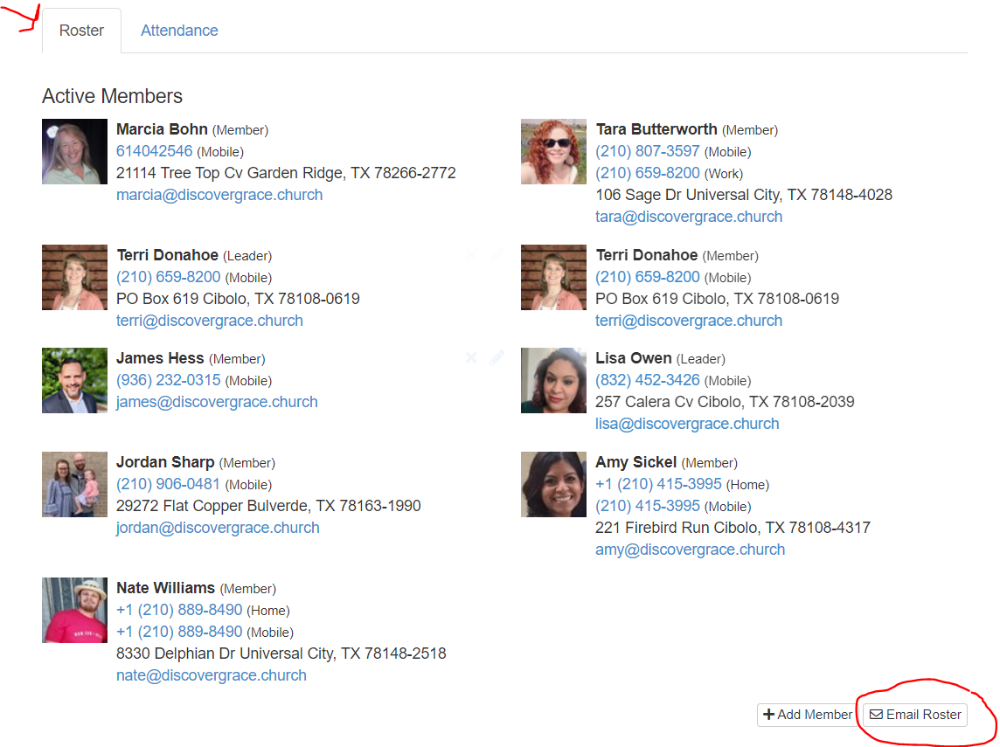 Roster
Attendance
Active Members
Marcia Bohn (Member)
614042546 (Mobile)
21114 Tree Top Cv Garden Ridge, TX 78266-2772
marcia@discovergrace.church
Tara Butterworth (Member)
(210) 807-3597 (Mobile)
(210) 659-8200 (Work)
106 Sage Dr Universal City, TX 78148-4028
tara@discovergrace.church
Terri Donahoe (Leader)
(210) 659-8200 (Mobile)
PO Box 619 Cibolo, TX 78108-0619
terri@discovergrace.church
Terri Donahoe (Member)
(210) 659-8200 (Mobile)
PO Box 619 Cibolo, TX 78108-0619
terri@discovergrace.church
James Hess (Member)
(936) 232-0315 (Mobile)
james@discovergrace.church
Lisa Owen (Leader)
(832) 452-3426 (Mobile)
257 Calera Cv Cibolo, TX 78108-2039
lisa@discovergrace.church
Jordan Sharp (Member)
(210) 906-0481 (Mobile)
29272 Flat Copper Bulverde, TX 78163-1990
jordan@discovergrace.church
Amy Sickel (Member)
+1 (210) 415-3995 (Home)
(210) 415-3995 (Mobile)
221 Firebird Run Cibolo, TX 78108-4317
amy@discovergrace.church
Nate Williams (Member)
+1 (210) 889-8490 (Home)
+1 (210) 889-8490 (Mobile)
8330 Delphian Dr Universal City, TX 78148-2518
nate@discovergrace.church
Add Member
Email Roster